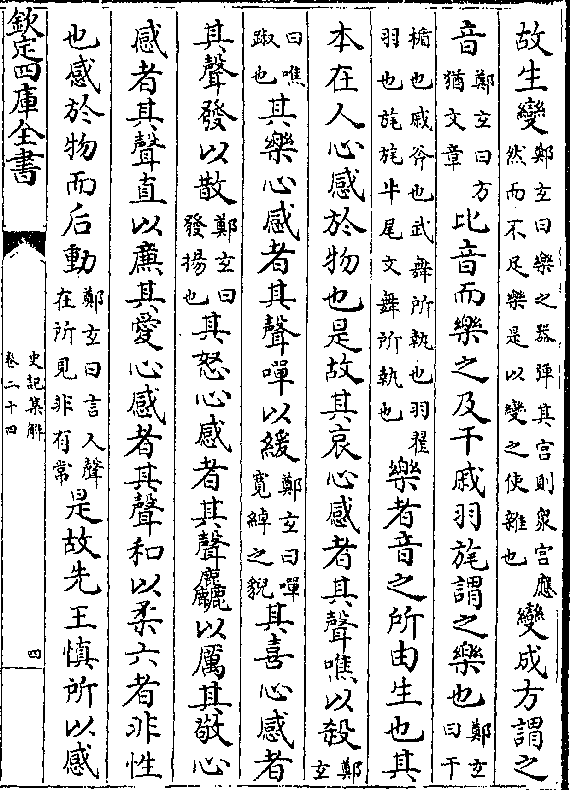 故生變鄭玄曰樂之器彈其宫則衆宫應然而不足樂是以變之使雜也變成方謂之
音鄭玄曰方猶文章比音而樂之及干戚羽旄謂之樂也鄭玄曰干
楯也戚斧也武舞所執也羽翟羽也旄旄牛尾文舞所執也樂者音之所由生也其
本在人心感於物也是故其哀心感者其聲噍以殺鄭玄
曰噍踧也其樂心感者其聲嘽以緩鄭玄曰嘽寛綽之貌其喜心感者
其聲發以散鄭玄曰發揚也其怒心感者其聲麤以厲其敬心
感者其聲直以廉其愛心感者其聲和以柔六者非性
也感於物而后動鄭玄曰言人聲在所見非有常是故先王慎所以感
欽定四庫全書
史記集解
卷二十四
四